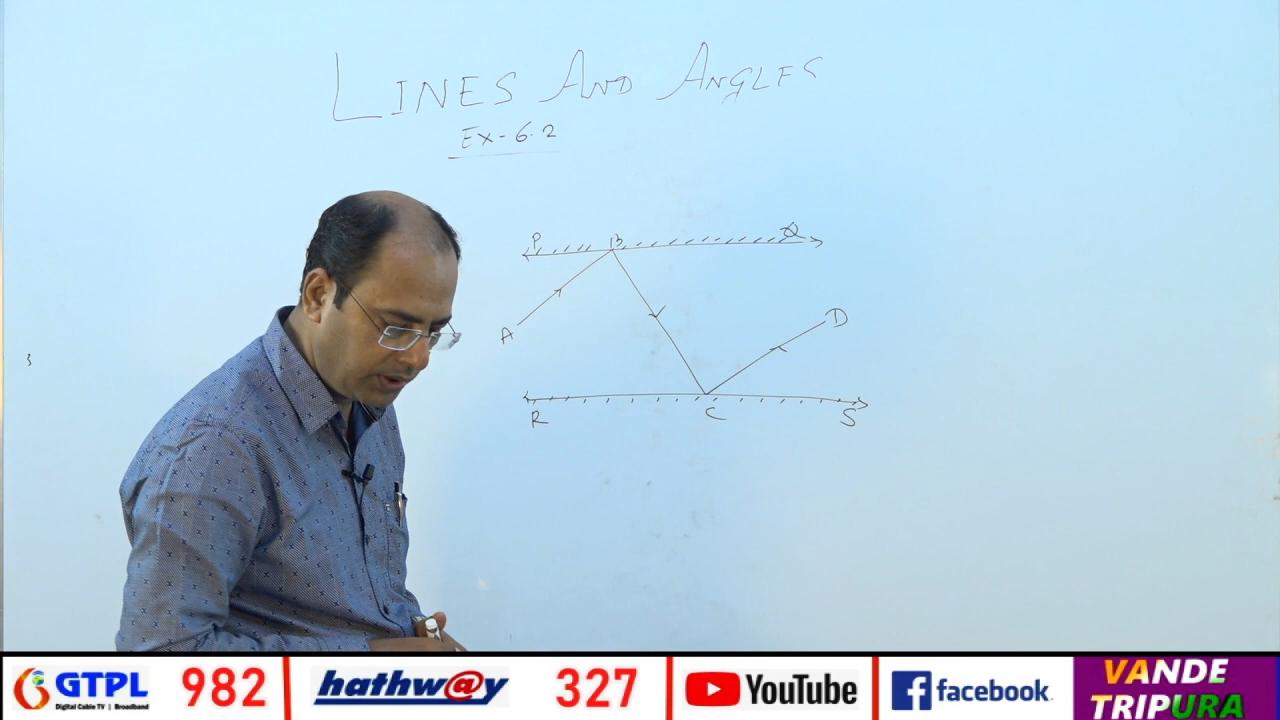 LINES AND ANGLES
EX-6.2
P B Q
A D
R C S
GTPL 982 hathw@y 327 YouTube facebook VANDE
Digital Cable TV | Broadband TRIPURA